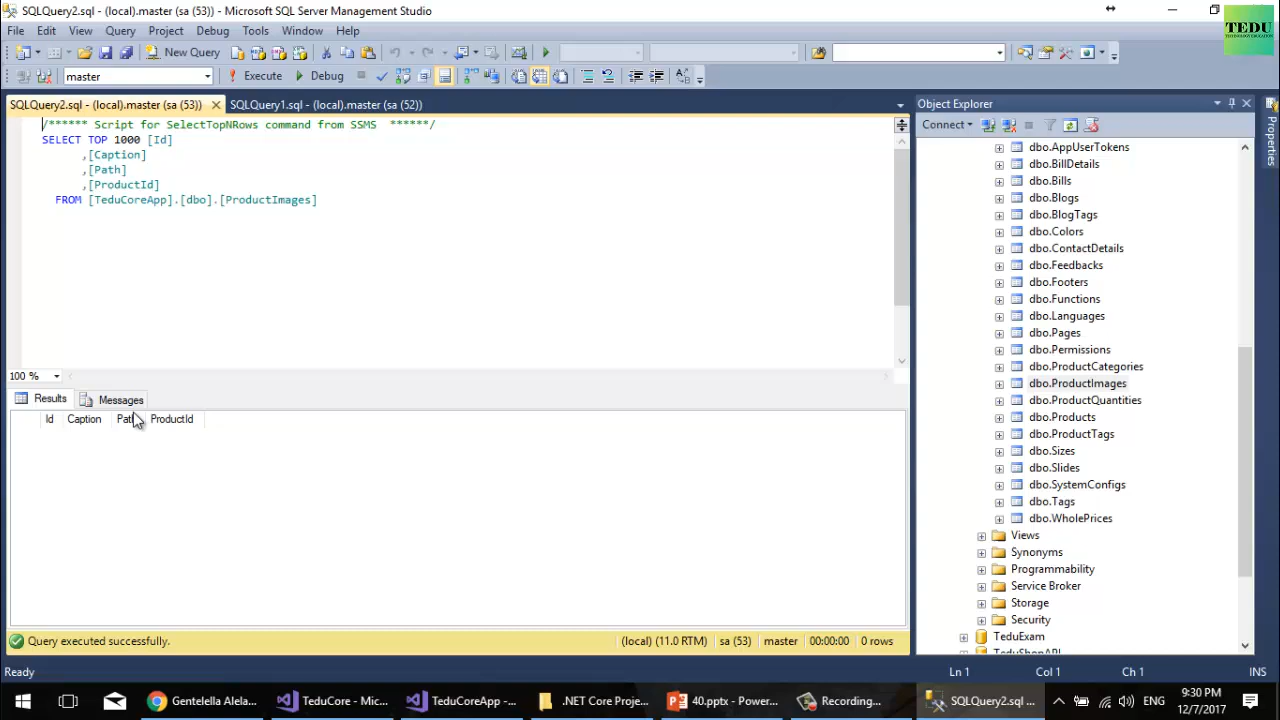 SQLQuery2.sql - (local).master (sa (53)) - Microsoft SQL Server Management Studio
TEDU
File Edit View Query Project Debug Tools Window Help
New Query
master Execute Debug
SQLQuery2.sql - (local).master (sa (53)) SQLQuery1.sql - (local).master (sa (52))
/****** Script for SelectTopNRows command from SSMS ******/
SELECT TOP 1000 [Id]
,[Caption]
,[Path]
,[ProductId]
FROM [TeduCoreApp].[dbo].[ProductImages]
100 %
Results Messages
Id Caption Path ProductId
Query executed successfully. (local) (11.0 RTM) sa (53) master 00:00:00 0 rows
Object Explorer
Connect
dbo.AppUserTokens
dbo.BillDetails
dbo.Bills
dbo.Blogs
dbo.BlogTags
dbo.Colors
dbo.ContactDetails
dbo.Feedbacks
dbo.Footers
dbo.Functions
dbo.Languages
dbo.Pages
dbo.Permissions
dbo.ProductCategories
dbo.ProductImages
dbo.ProductQuantities
dbo.Products
dbo.ProductTags
dbo.Sizes
dbo.Slides
dbo.SystemConfigs
dbo.Tags
dbo.WholePrices
Views
Synonyms
Programmability
Service Broker
Storage
Security
TeduExam
TeduShopAPI
Properties
Ready Ln 1 Col 1 Ch 1 INS
Gentelella Alela... TeduCore - Micr... TeduCoreApp -... .NET Core Proje... 40.pptx - Power... Recording... SQLQuery2.sql ... ENG 9:30 PM
12/7/2017